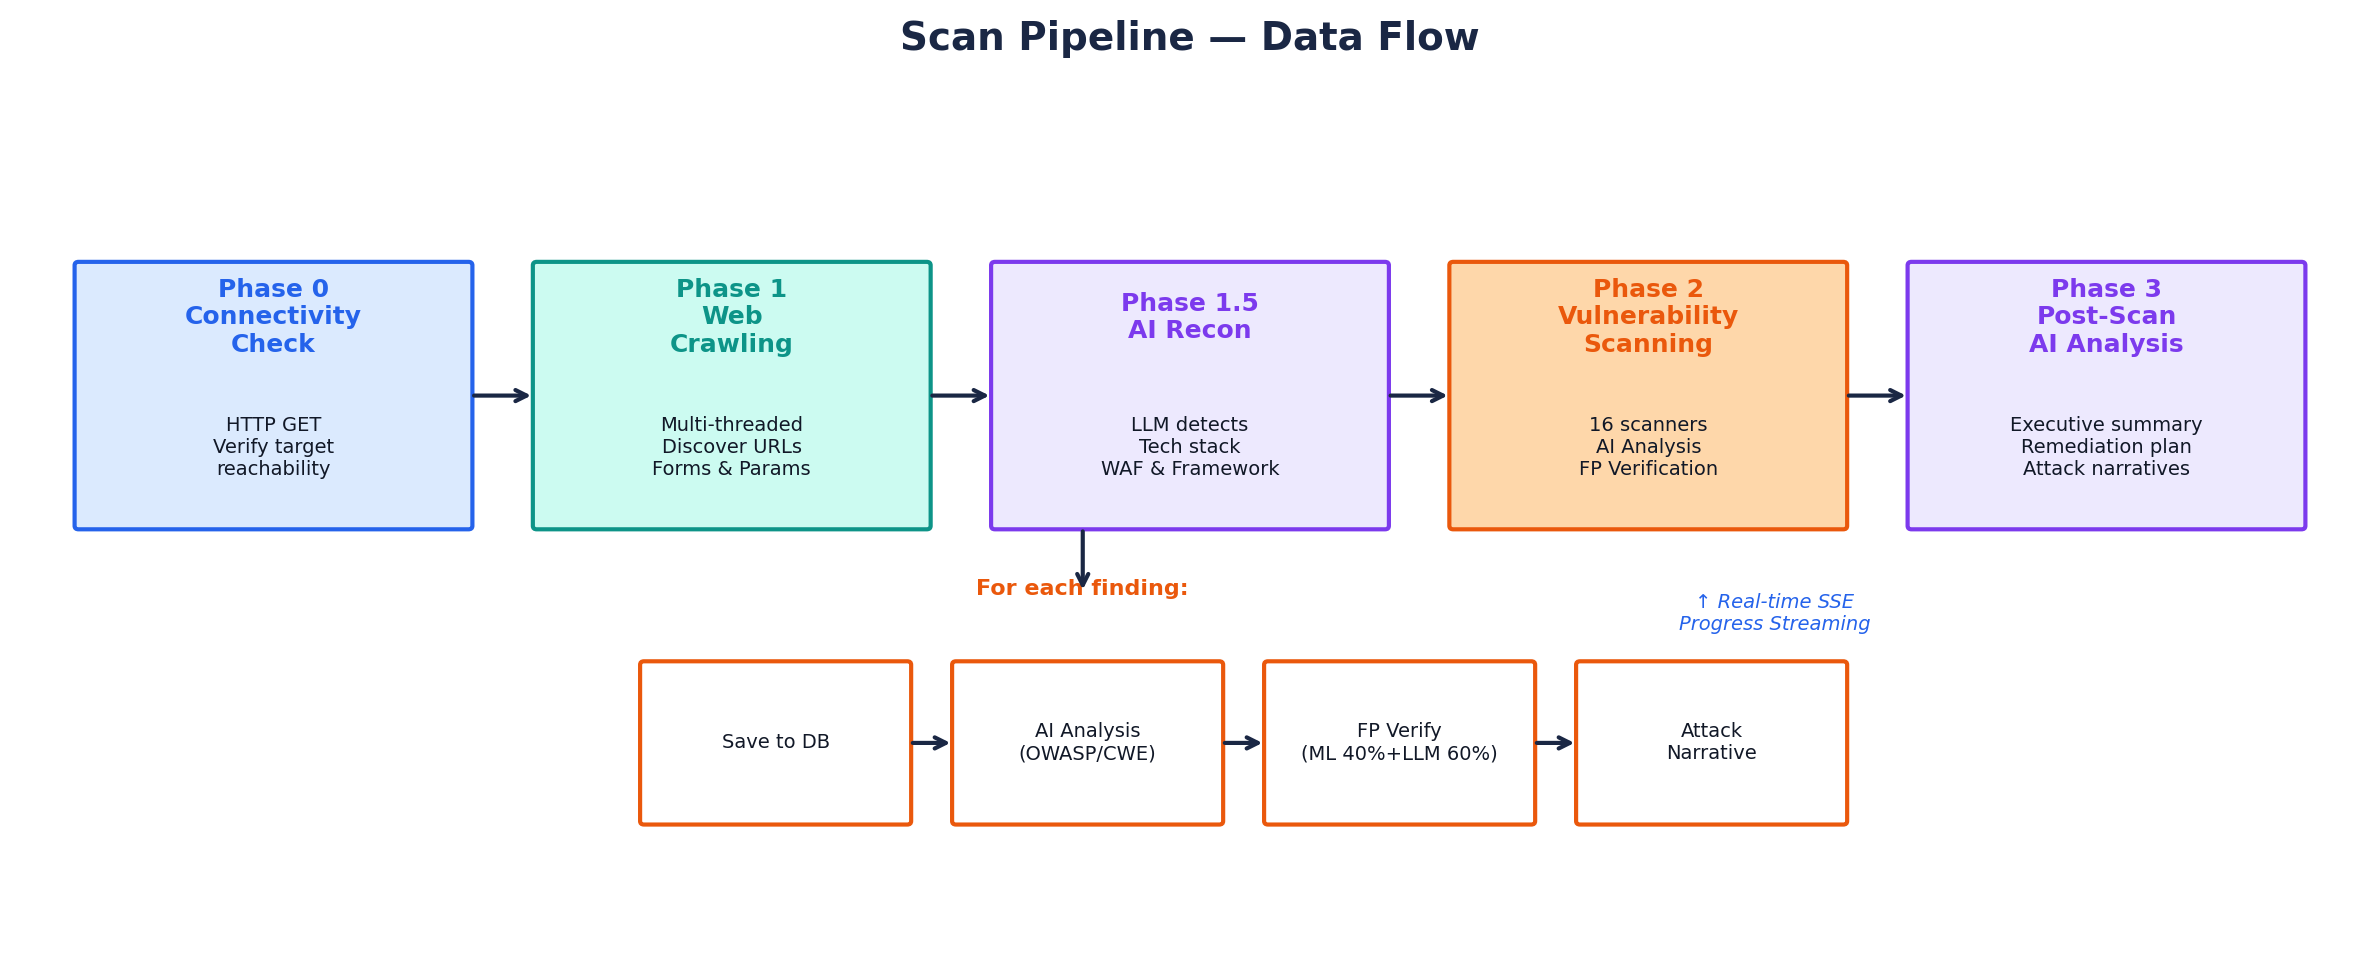 Scan Pipeline — Data Flow
Phase 0
Connectivity
Check
HTTP GET
Verify target
reachability
Phase 1
Web
Crawling
Multi-threaded
Discover URLs
Forms & Params
Phase 1.5
AI Recon
LLM detects
Tech stack
WAF & Framework
Phase 2
Vulnerability
Scanning
16 scanners
AI Analysis
FP Verification
Phase 3
Post-Scan
AI Analysis
Executive summary
Remediation plan
Attack narratives
For each finding:
↑ Real-time SSE
Progress Streaming
Save to DB
AI Analysis
(OWASP/CWE)
FP Verify
(ML 40%+LLM 60%)
Attack
Narrative